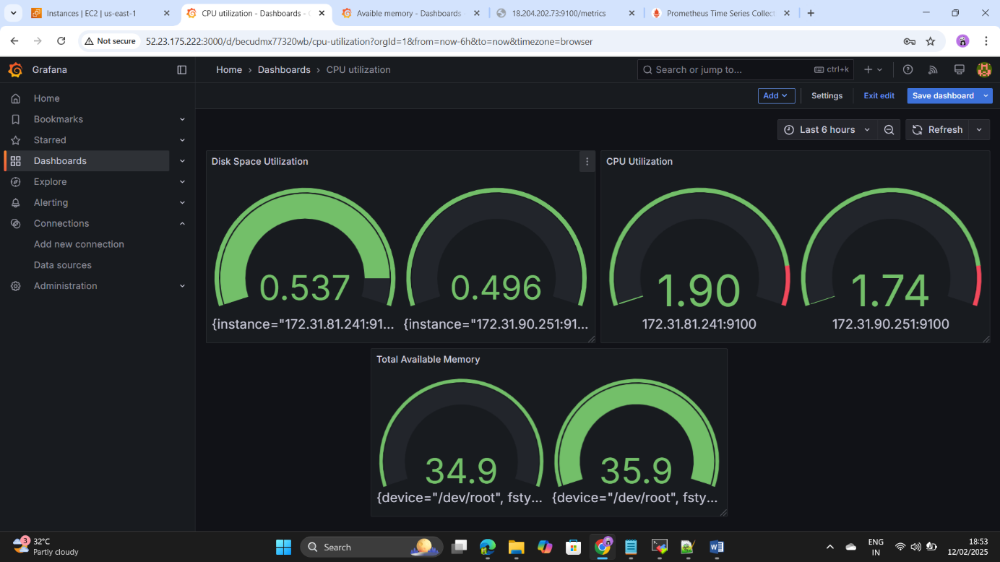 Instances | EC2 | us-east-1
CPU utilization - Dashboards - G
Avaible memory - Dashboards
18.204.202.73:9100/metrics
Prometheus Time Series Collect
Not secure
52.23.175.222:3000/d/becudmx77320wb/cpu-utilization?orgId=1&from=now-6h&to=now&timezone=browser
Grafana
Home › Dashboards › CPU utilization
Search or jump to...
ctrl+k
Add
Settings
Exit edit
Save dashboard
Home
Bookmarks
Starred
Dashboards
Explore
Alerting
Connections
Add new connection
Data sources
Administration
Last 6 hours
Refresh
Disk Space Utilization
0.537
0.496
{instance="172.31.81.241:91...
{instance="172.31.90.251:91...
CPU Utilization
1.90
1.74
172.31.81.241:9100
172.31.90.251:9100
Total Available Memory
34.9
35.9
{device="/dev/root", fsty...
{device="/dev/root", fsty...
3
32°C
Partly cloudy
Search
ENG
IN
18:53
12/02/2025